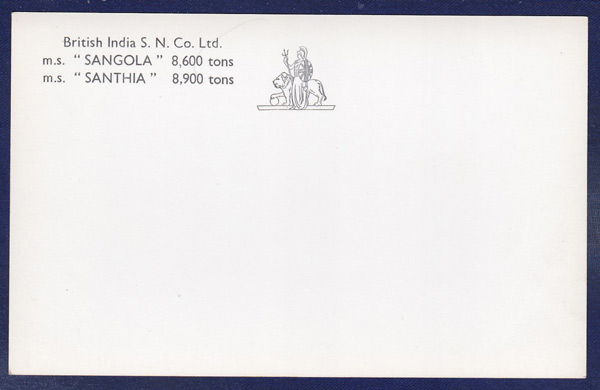 British India S. N. Co. Ltd.
m.s. " SANGOLA " 8,600 tons
m.s. " SANTHIA " 8,900 tons